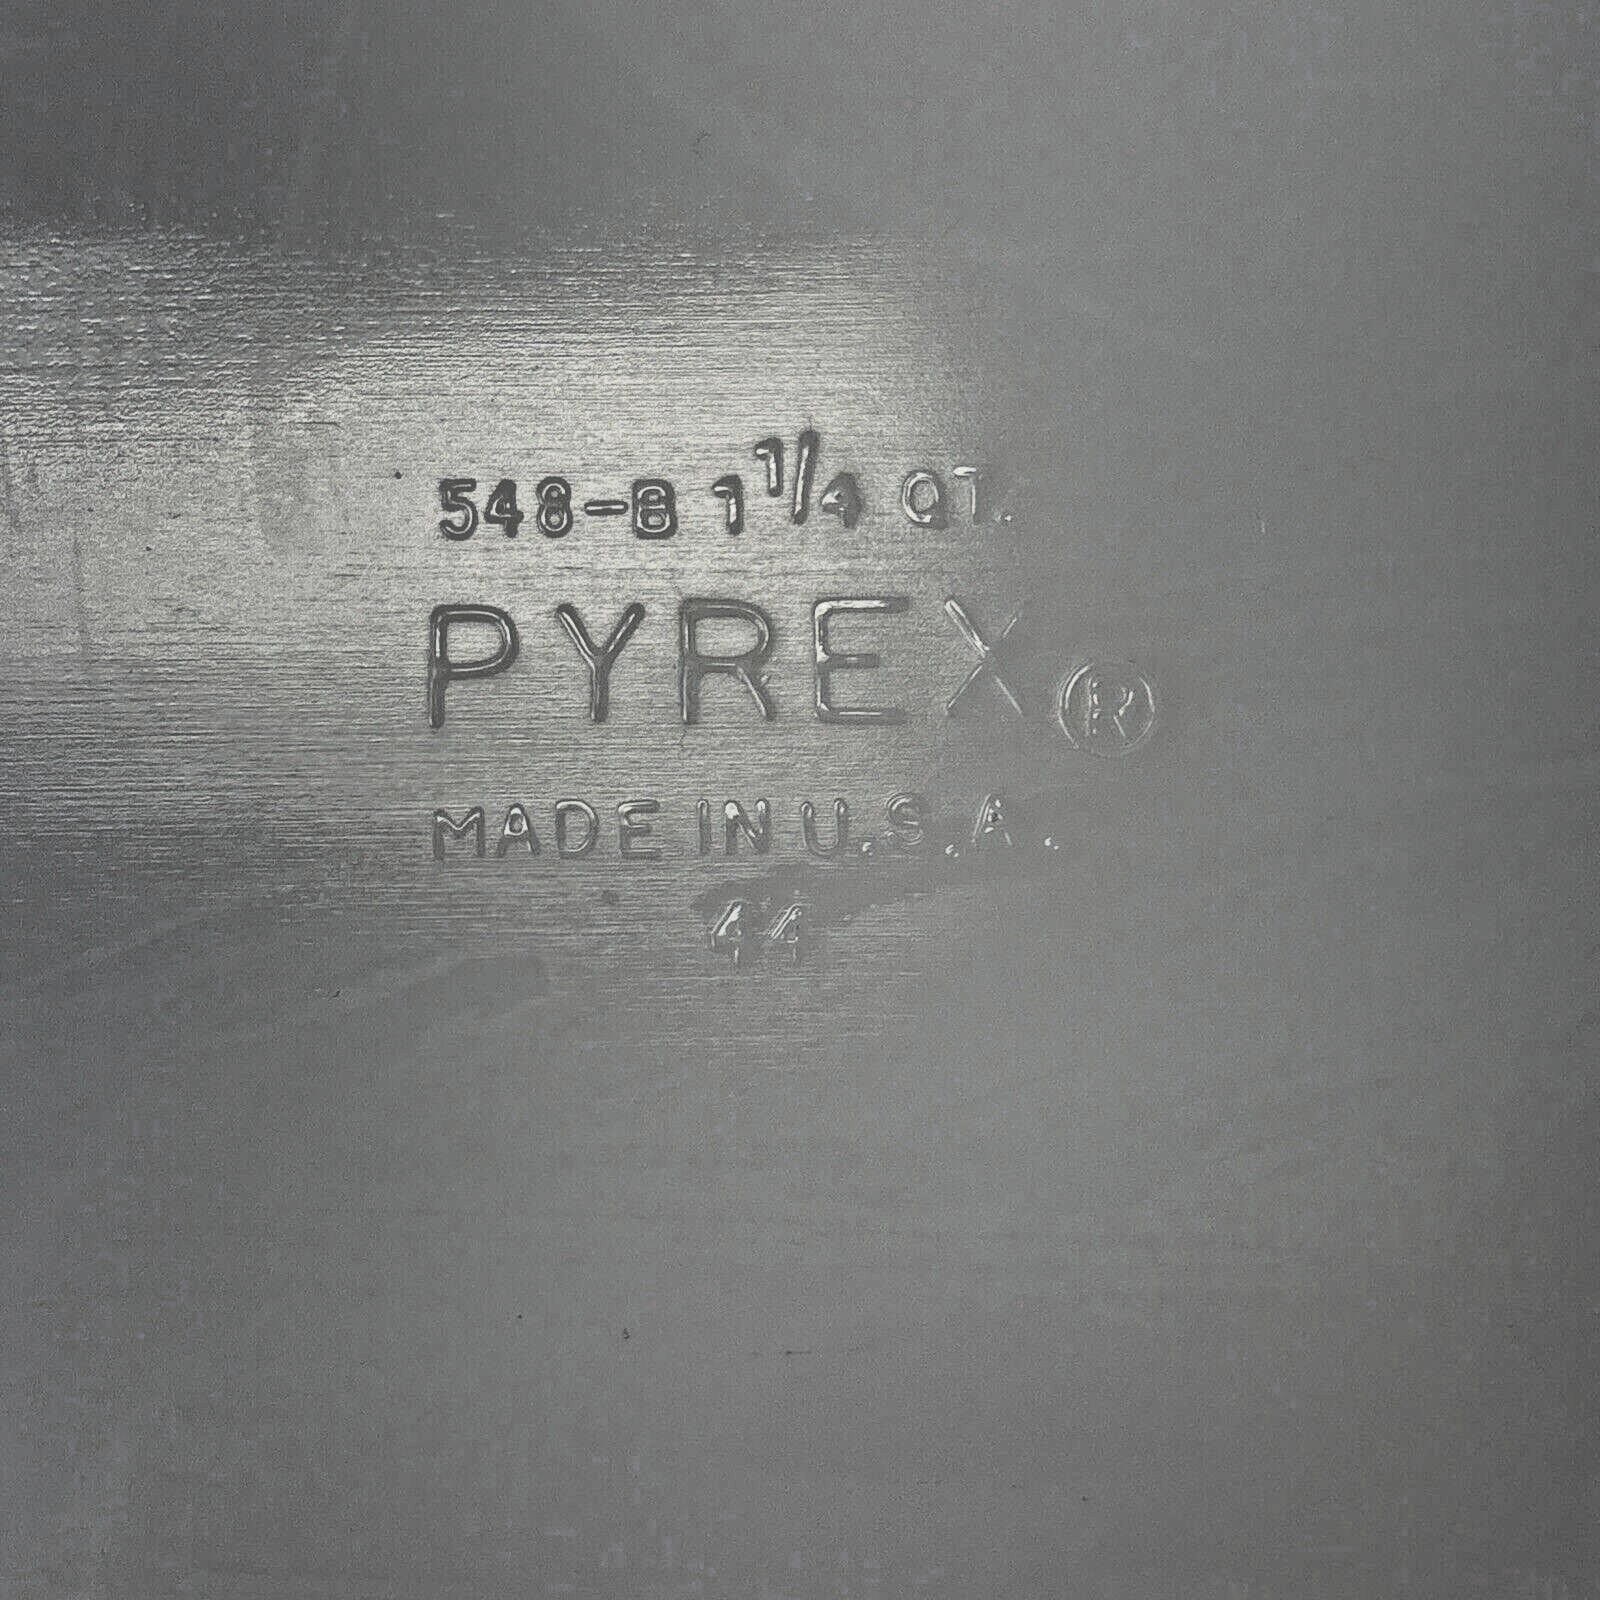 548-B 1 1/4 QT.
PYREX ®
MADE IN U.S.A.
44